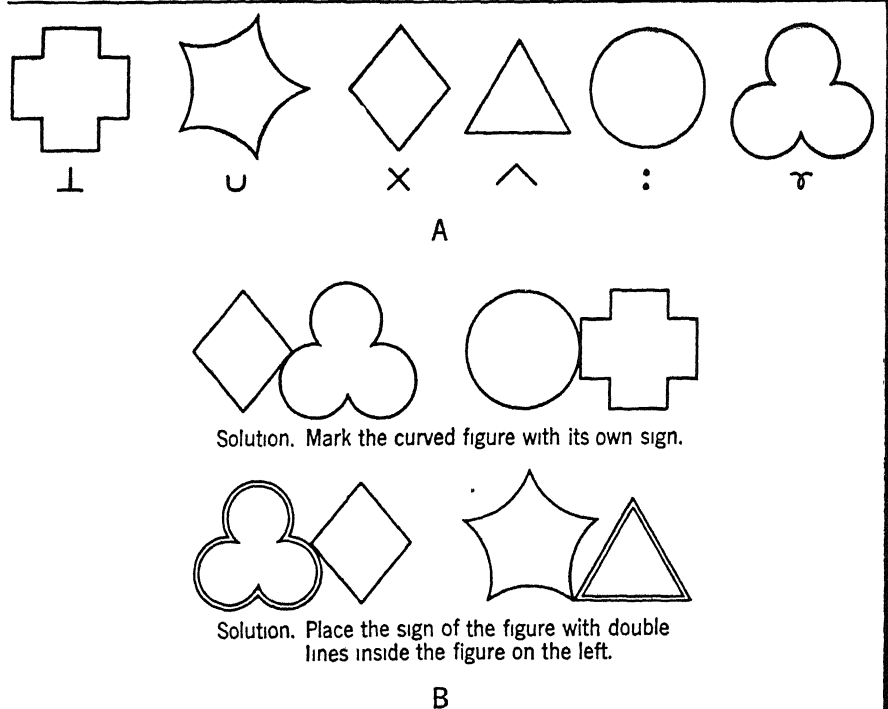 A
Solution. Mark the curved figure with its own sign.
Solution. Place the sign of the figure with double
lines inside the figure on the left.
B